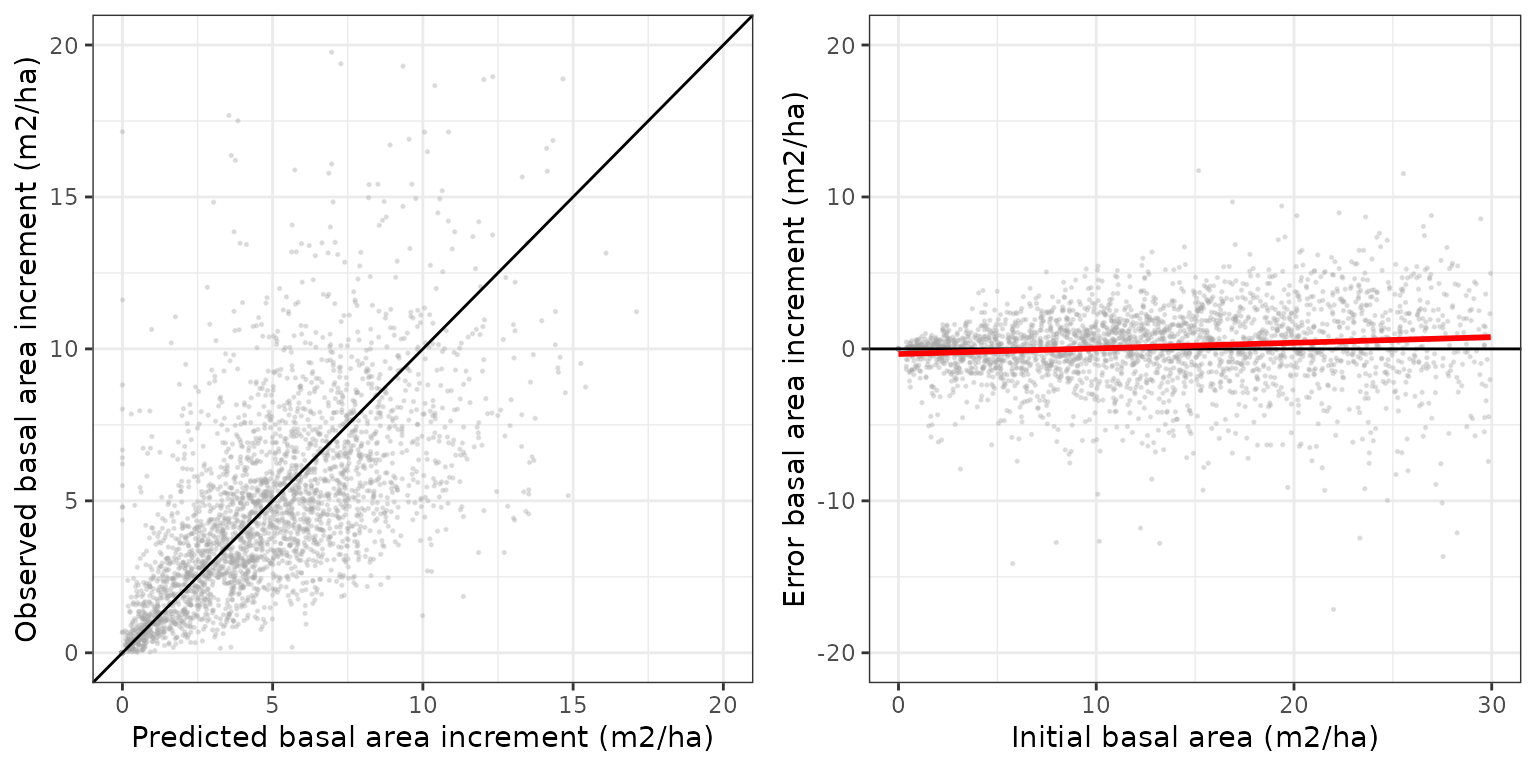 Observed basal area increment (m2/ha)
20
15
10
5
0
0 5 10 15 20
Predicted basal area increment (m2/ha)
Error basal area increment (m2/ha)
20
10
0
-10
-20
0 10 20 30
Initial basal area (m2/ha)